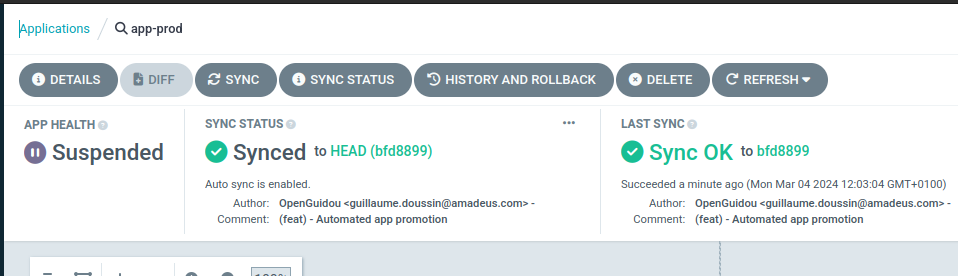 Applications / app-prod
DETAILS DIFF SYNC SYNC STATUS HISTORY AND ROLLBACK DELETE REFRESH
APP HEALTH
Suspended
SYNC STATUS
Synced to HEAD (bfd8899)
Auto sync is enabled.
Author: OpenGuidou <guillaume.doussin@amadeus.com> -
Comment: (feat) - Automated app promotion
LAST SYNC
Sync OK to bfd8899
Succeeded a minute ago (Mon Mar 04 2024 12:03:04 GMT+0100)
Author: OpenGuidou <guillaume.doussin@amadeus.com> -
Comment: (feat) - Automated app promotion